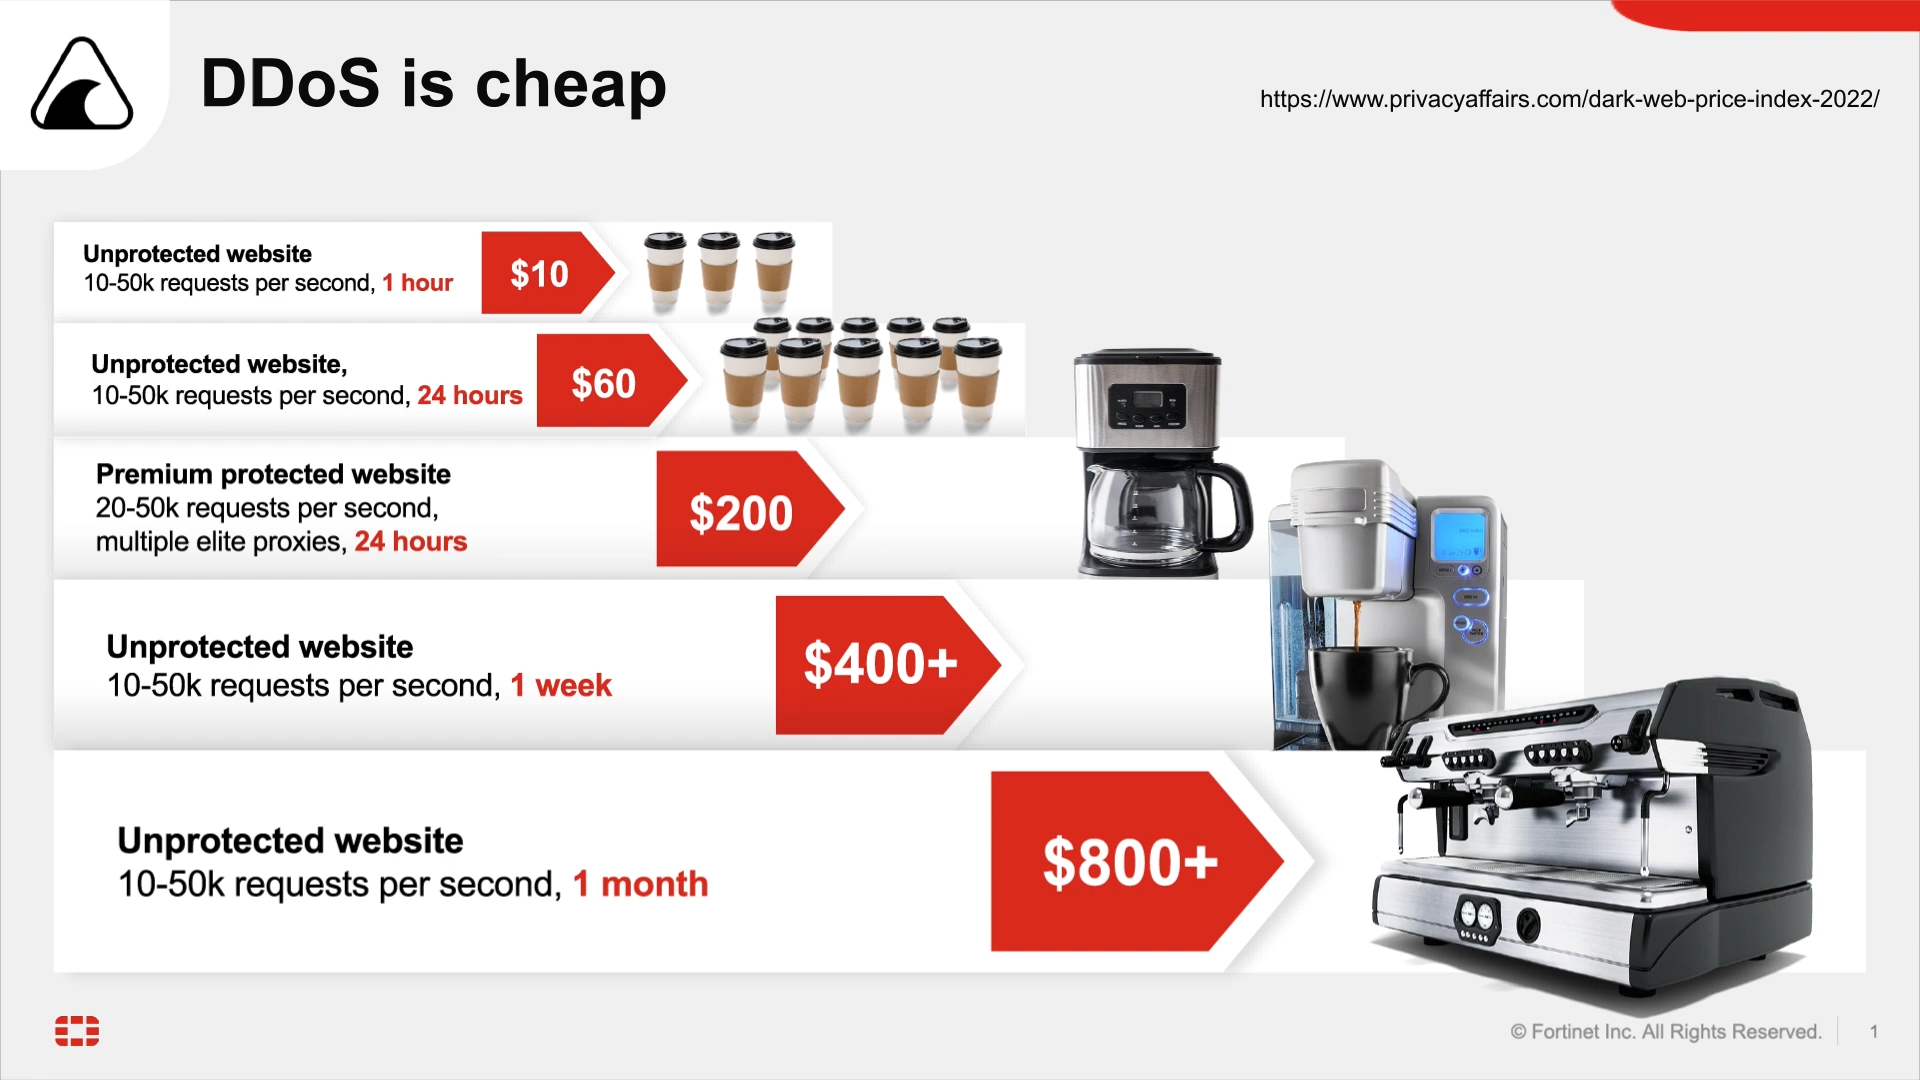 DDoS is cheap
https://www.privacyaffairs.com/dark-web-price-index-2022/
Unprotected website
10-50k requests per second, 1 hour
$10
Unprotected website,
10-50k requests per second, 24 hours
$60
Premium protected website
20-50k requests per second,
multiple elite proxies, 24 hours
$200
Unprotected website
10-50k requests per second, 1 week
$400+
Unprotected website
10-50k requests per second, 1 month
$800+
© Fortinet Inc. All Rights Reserved.
1